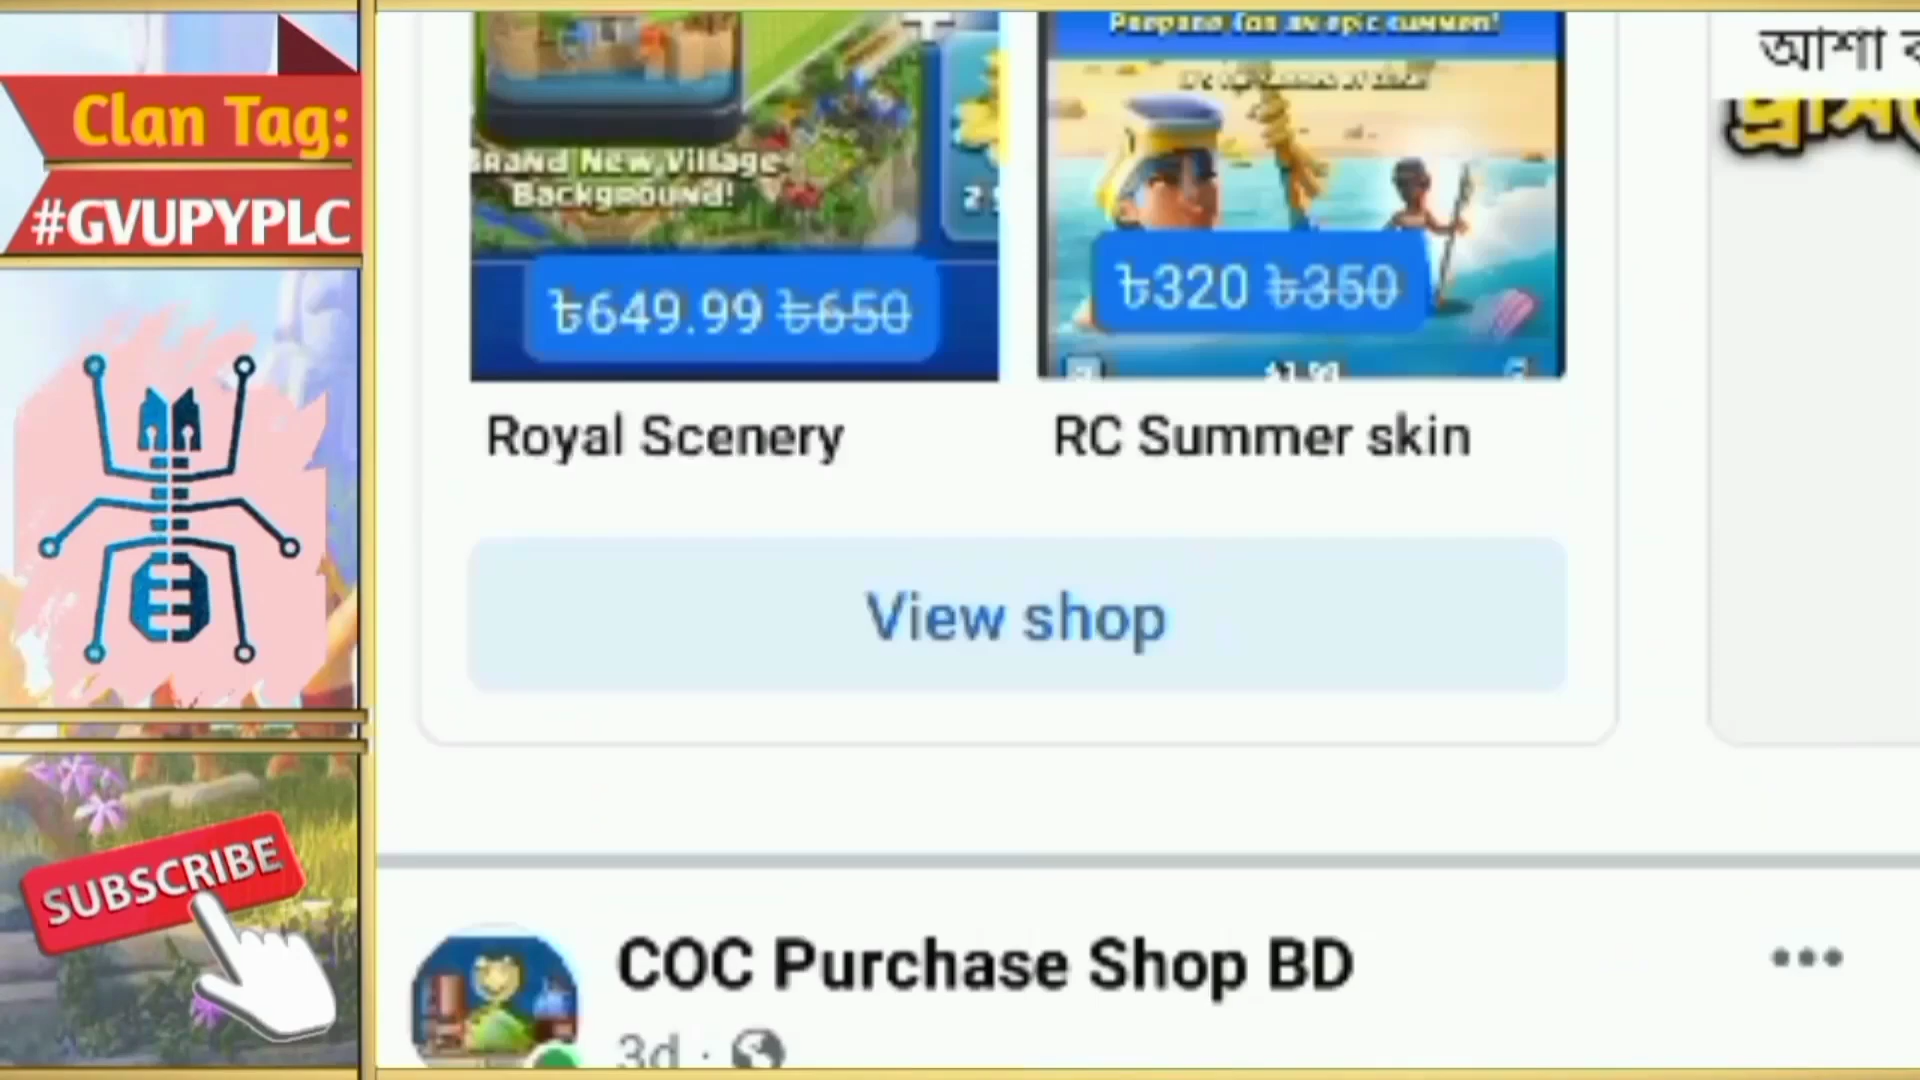 Clan Tag:
#GVUPYPLC
SUBSCRIBE
Brand New Village
Background!
৳649.99 ৳650
Royal Scenery
Prepare for an epic summer!
৳320 ৳350
RC Summer skin
View shop
আশা
COC Purchase Shop BD
3d ·